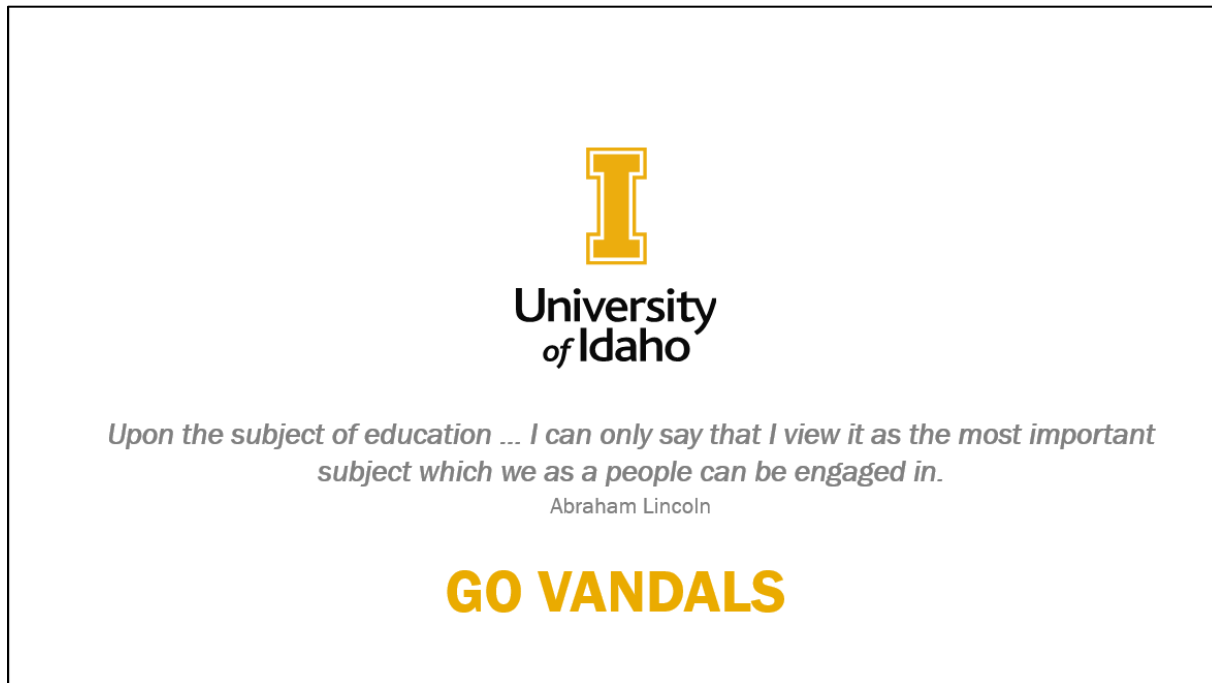 I
University
of Idaho
Upon the subject of education ... I can only say that I view it as the most important
subject which we as a people can be engaged in.
Abraham Lincoln
GO VANDALS